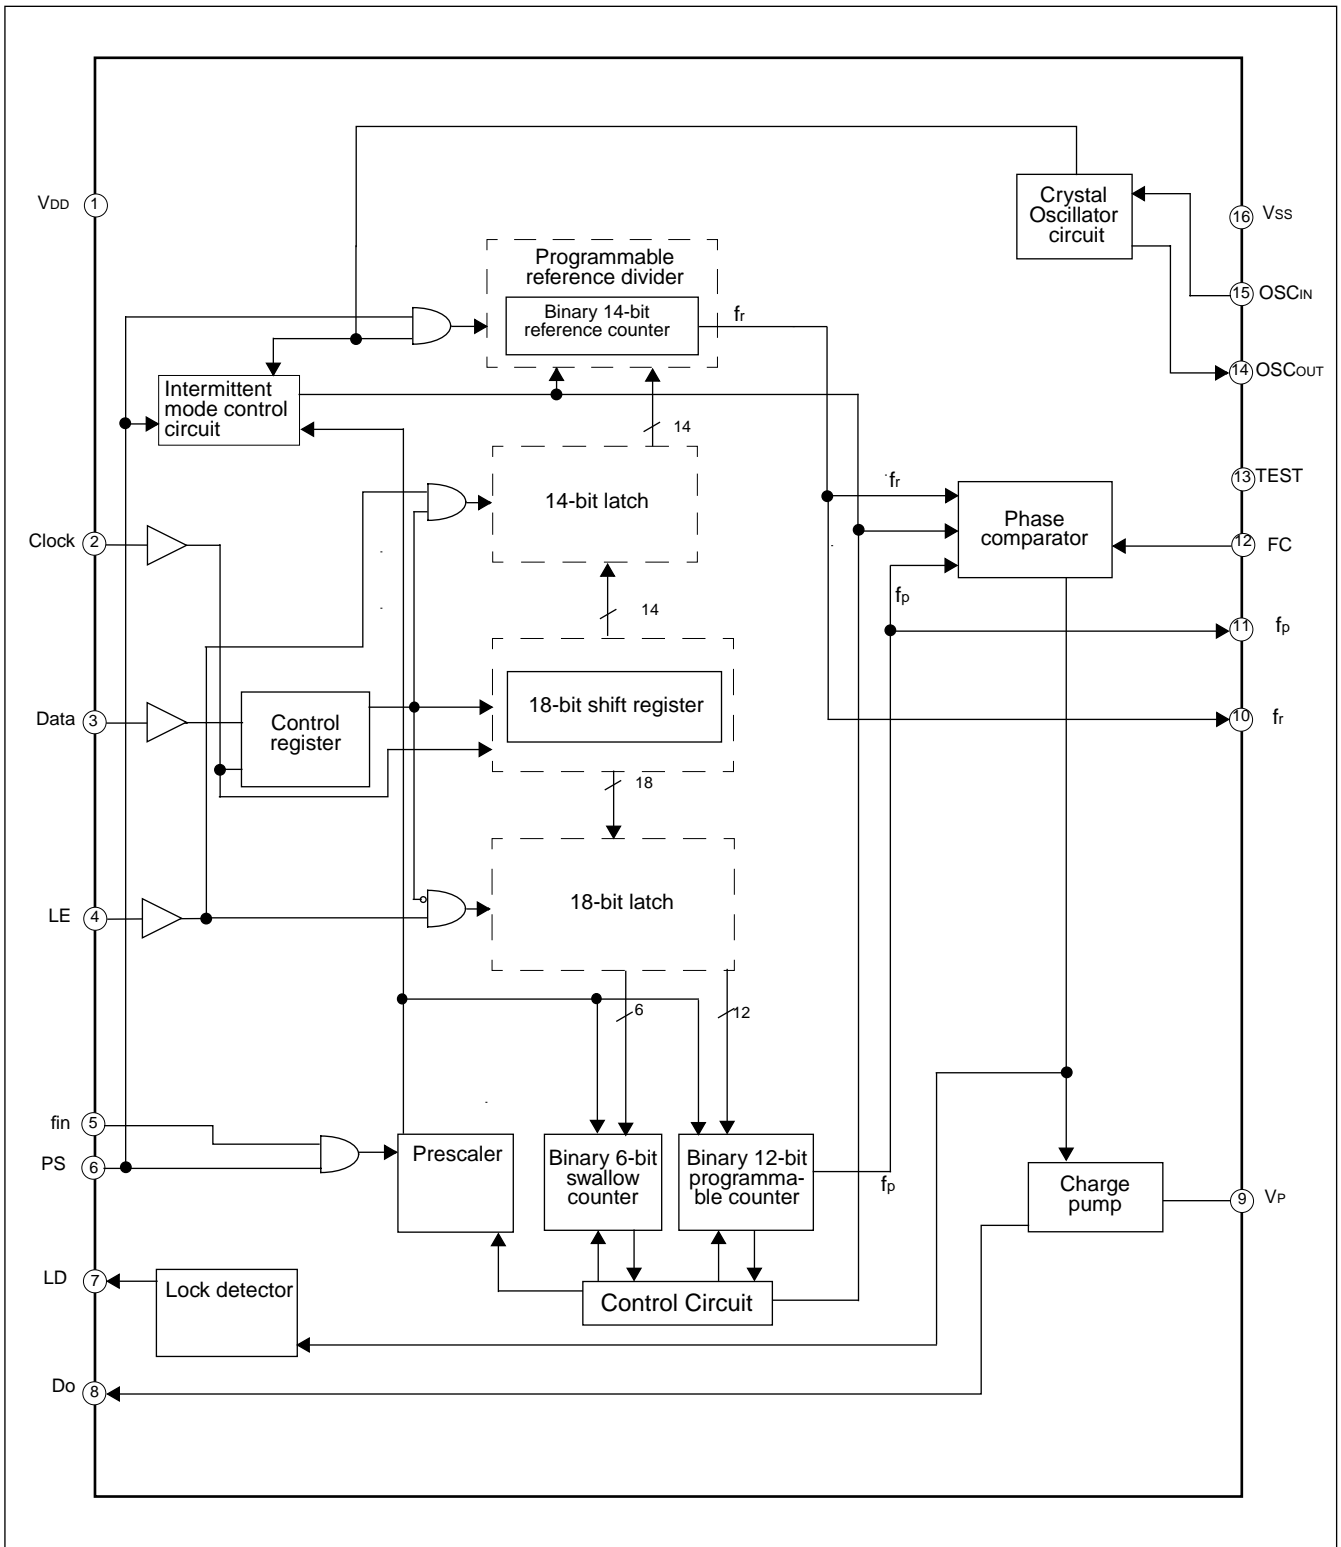 VDD
1
Crystal
Oscillator
circuit
16
VSS
Programmable
reference divider
Binary 14-bit
reference counter
fr
15
OSCIN
14
OSCOUT
Intermittent
mode control
circuit
14
14-bit latch
fr
Phase
comparator
13
TEST
Clock
2
12
FC
fp
14
11
fp
Data
3
Control
register
18-bit shift register
10
fr
18
LE
4
18-bit latch
6
12
fin
5
PS
6
Prescaler
Binary 6-bit
swallow
counter
Binary 12-bit
programma-
ble counter
fp
Charge
pump
9
VP
LD
7
Lock detector
Control Circuit
Do
8